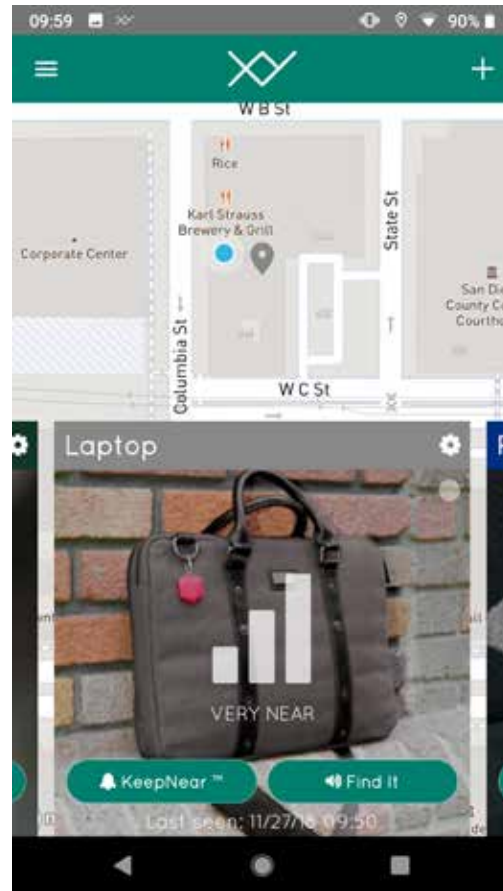 09:59
90%
W B St
Rice
Karl Strauss
Brewery & Grill
State St
Corporate Center
Columbia St
W C St
Laptop
VERY NEAR
KeepNear ™
Find It
Last seen: 11/27/18 09:50